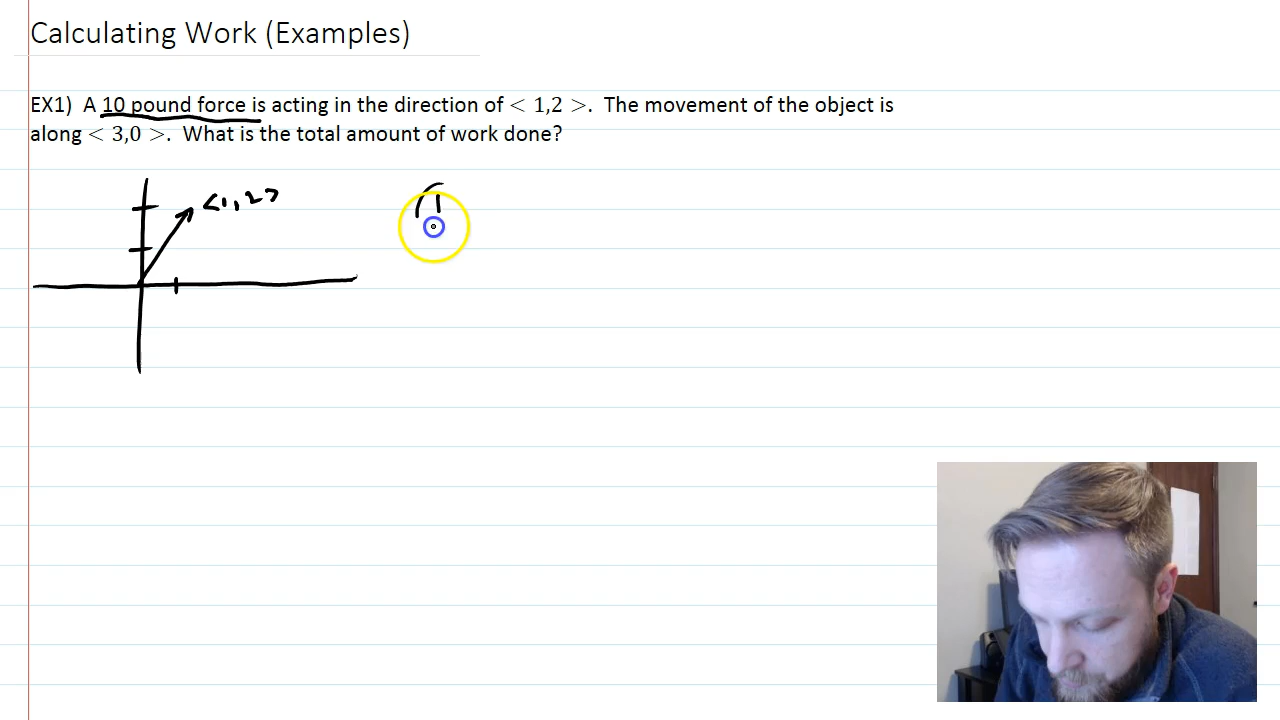 Calculating Work (Examples)
EX1) A 10 pound force is acting in the direction of < 1,2 >. The movement of the object is
along < 3,0 >. What is the total amount of work done?
<1,2>